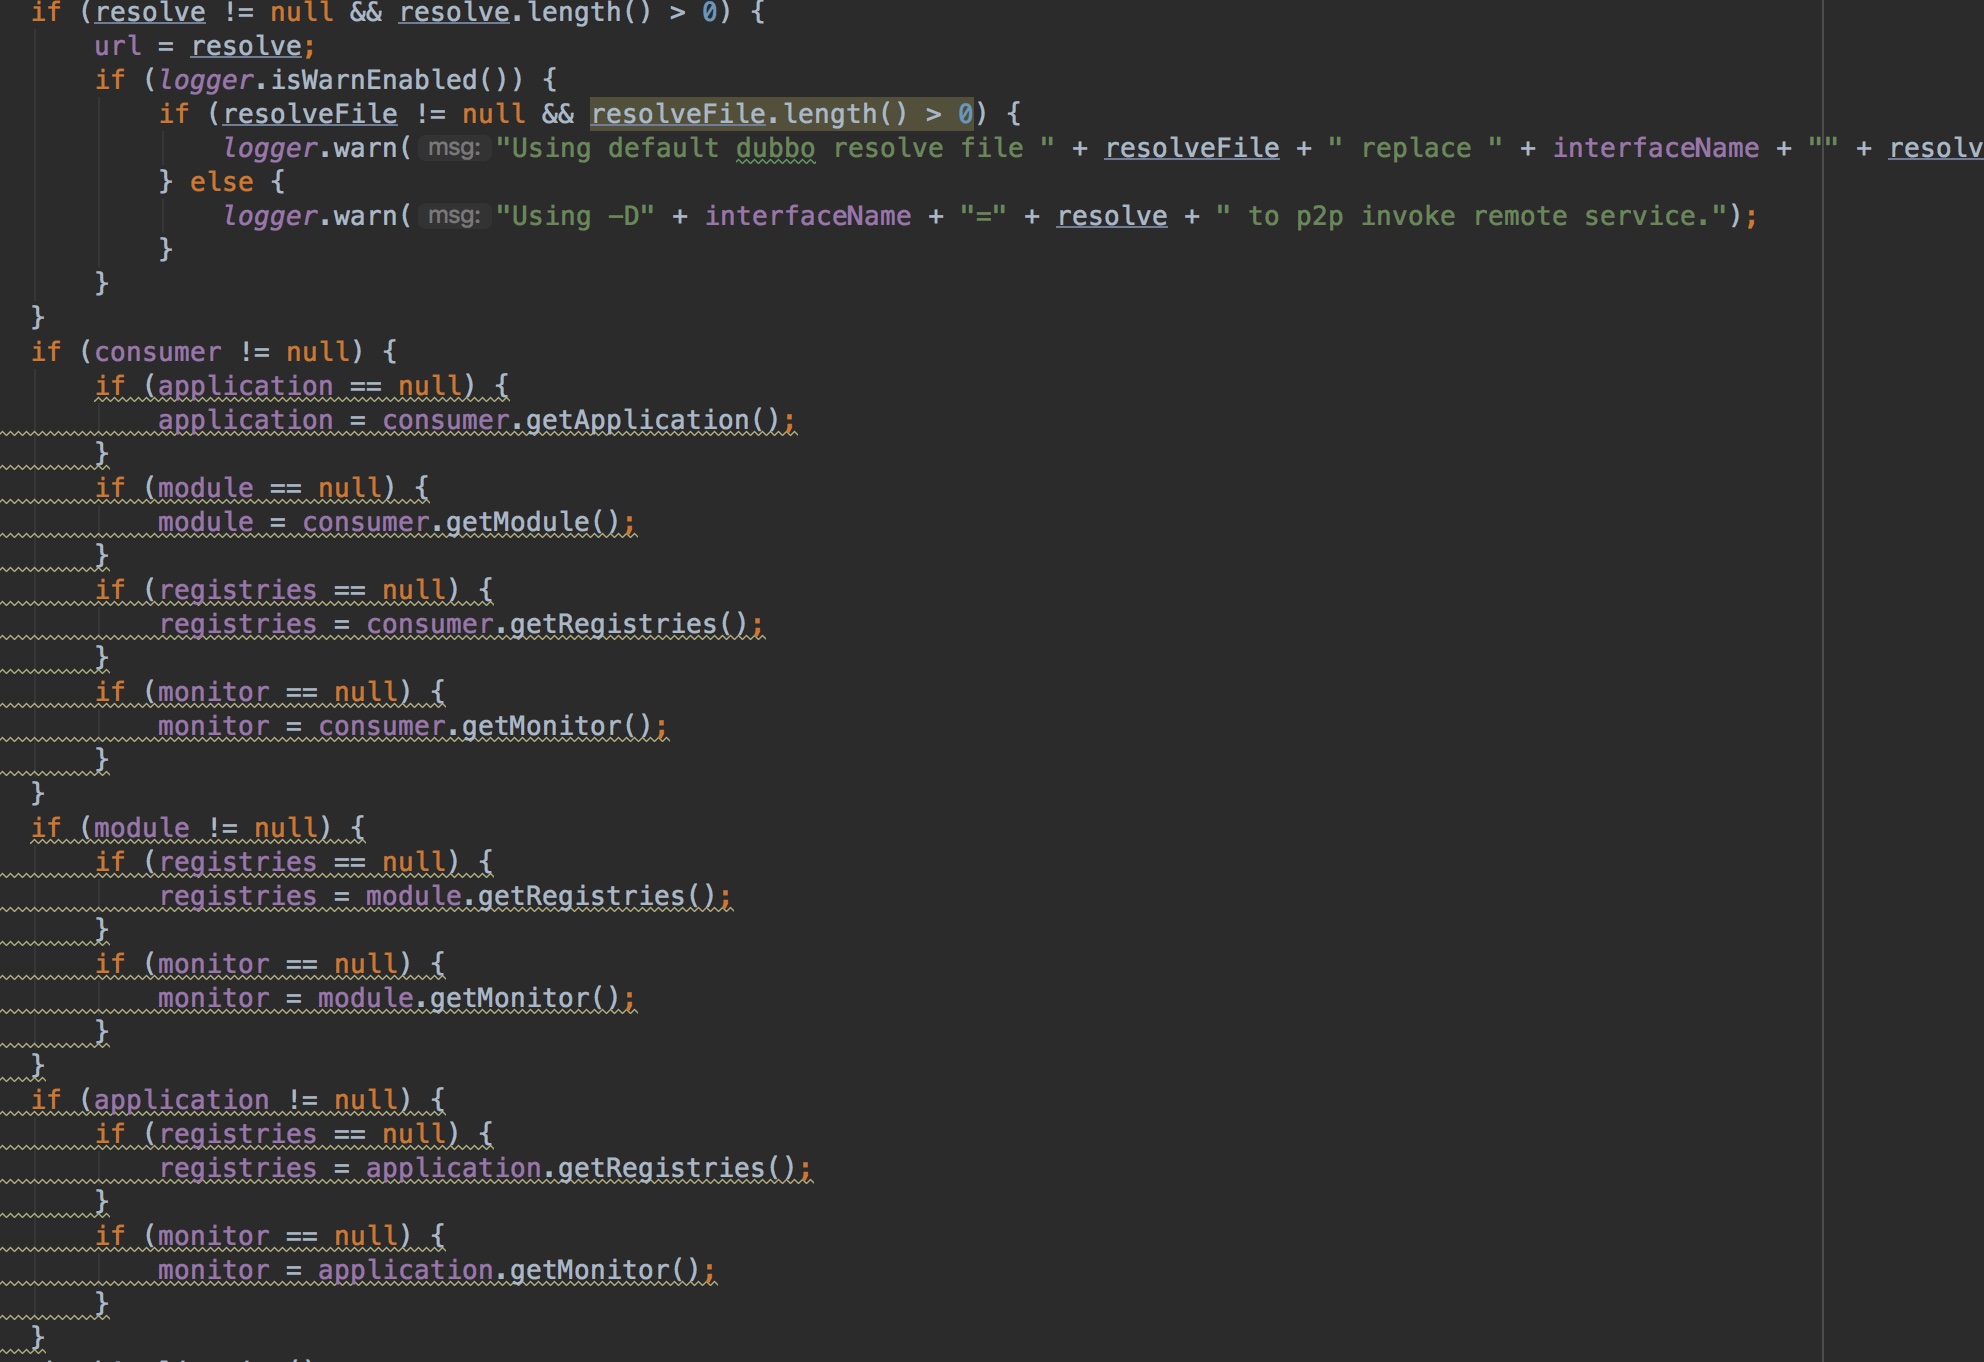 if (resolve != null && resolve.length() > 0) {
url = resolve;
if (logger.isWarnEnabled()) {
if (resolveFile != null && resolveFile.length() > 0) {
logger.warn( msg: "Using default dubbo resolve file " + resolveFile + " replace " + interfaceName + "" + resolv
} else {
logger.warn( msg: "Using -D" + interfaceName + "=" + resolve + " to p2p invoke remote service.");
}
}
}
if (consumer != null) {
if (application == null) {
application = consumer.getApplication();
}
if (module == null) {
module = consumer.getModule();
}
if (registries == null) {
registries = consumer.getRegistries();
}
if (monitor == null) {
monitor = consumer.getMonitor();
}
}
if (module != null) {
if (registries == null) {
registries = module.getRegistries();
}
if (monitor == null) {
monitor = module.getMonitor();
}
}
if (application != null) {
if (registries == null) {
registries = application.getRegistries();
}
if (monitor == null) {
monitor = application.getMonitor();
}
}